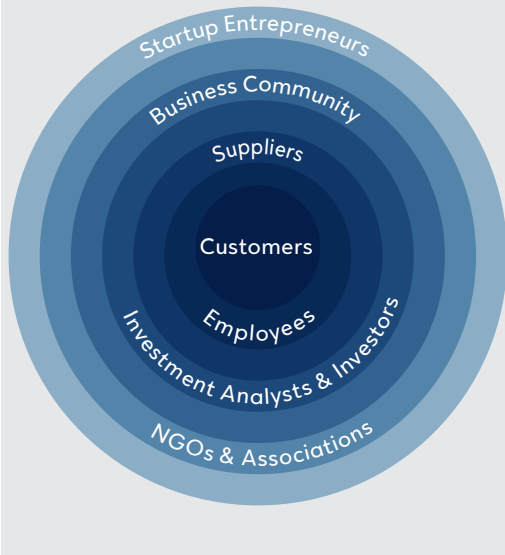 Startup Entrepreneurs
Business Community
Suppliers
Customers
Employees
Investment Analysts & Investors
NGOs & Associations